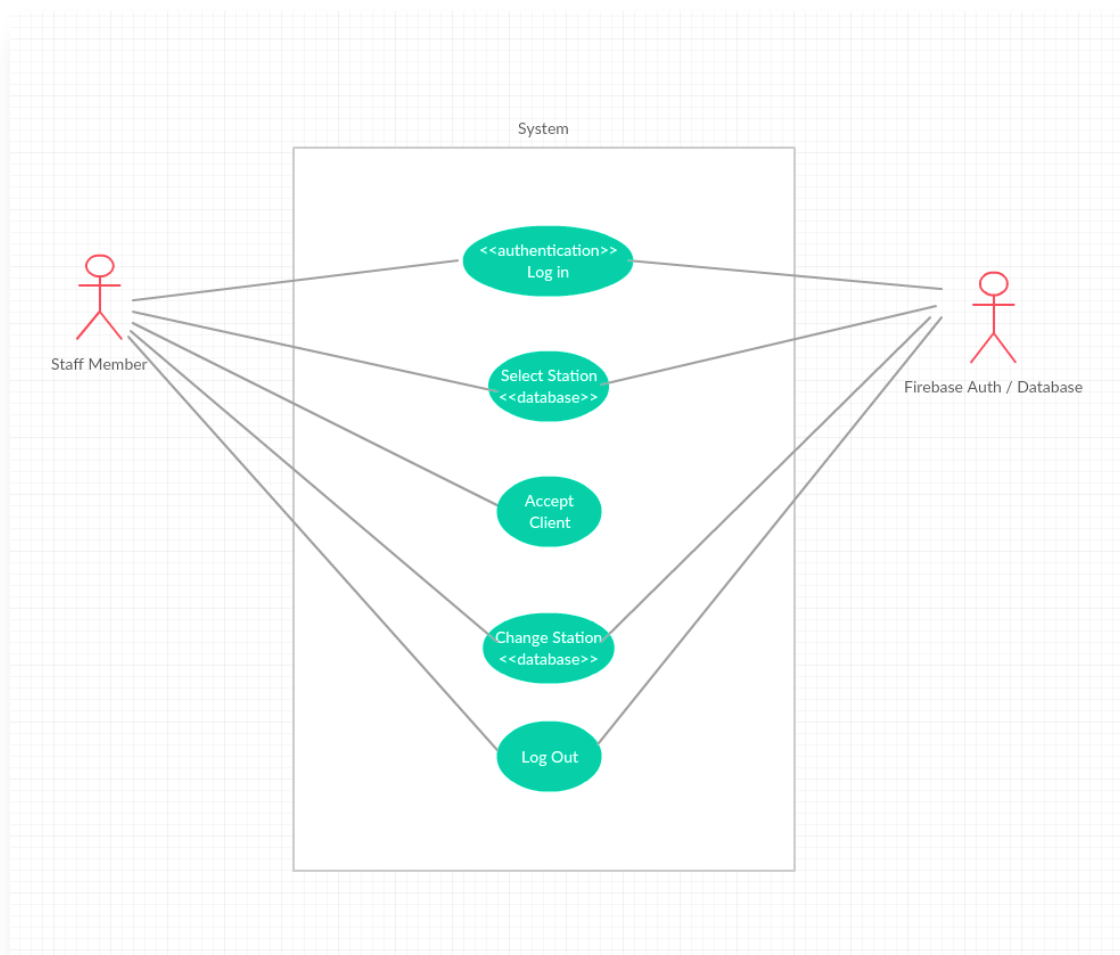 System
<<authentication>>
Log in
Staff Member
Select Station
<<database>>
Firebase Auth / Database
Accept
Client
Change Station
<<database>>
Log Out